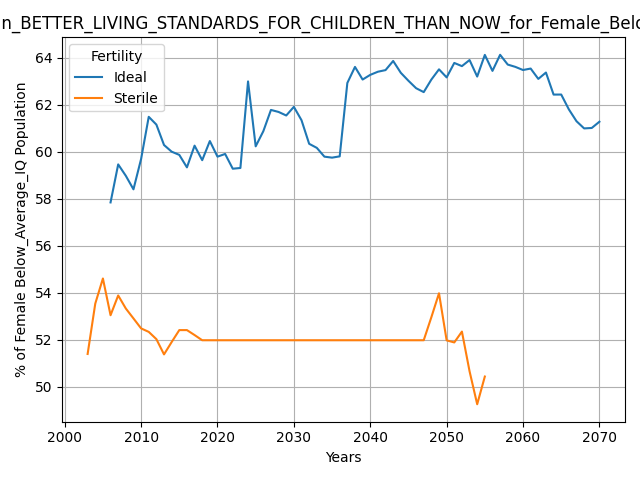 n_BETTER_LIVING_STANDARDS_FOR_CHILDREN_THAN_NOW_for_Female_Belo
Fertility
Ideal
Sterile
% of Female Below_Average_IQ Population
64
62
60
58
56
54
52
50
2000 2010 2020 2030 2040 2050 2060 2070
Years